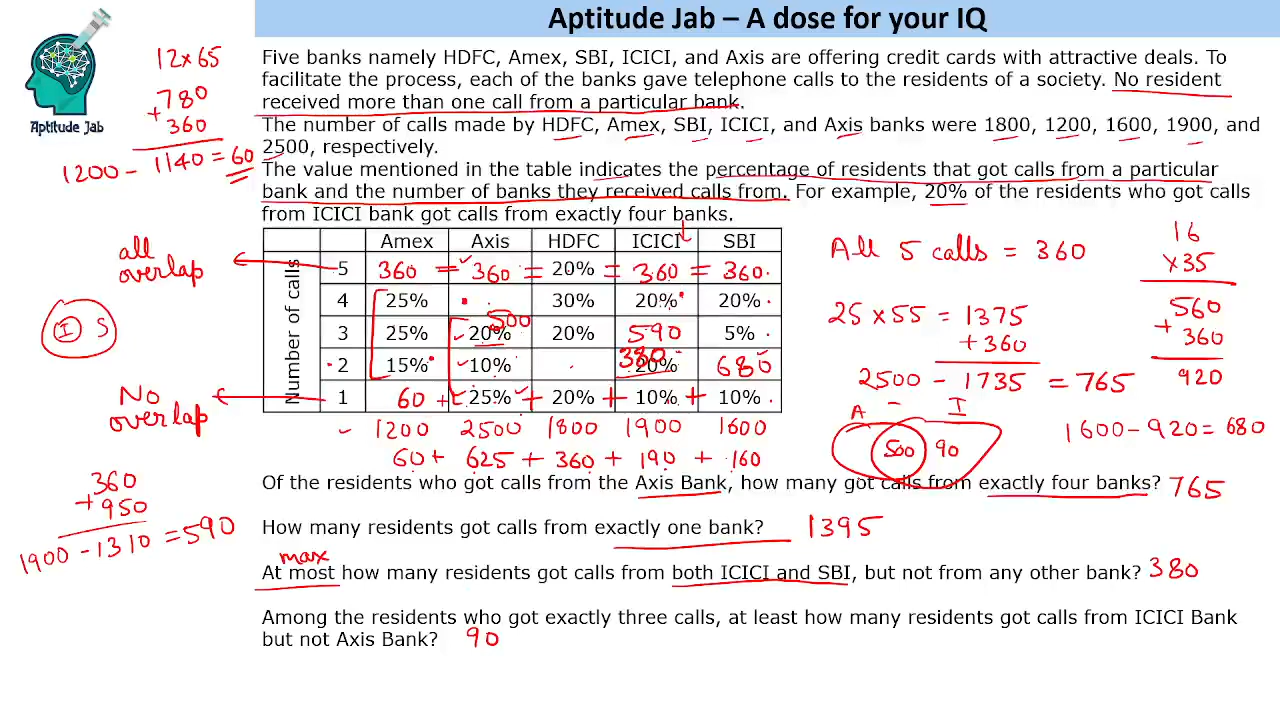 Aptitude Jab – A dose for your IQ
Aptitude Jab
12 × 65
780
+ 360
1200 - 1140 = 60
Five banks namely HDFC, Amex, SBI, ICICI, and Axis are offering credit cards with attractive deals. To
facilitate the process, each of the banks gave telephone calls to the residents of a society. No resident
received more than one call from a particular bank.
The number of calls made by HDFC, Amex, SBI, ICICI, and Axis banks were 1800, 1200, 1600, 1900, and
2500, respectively.
The value mentioned in the table indicates the percentage of residents that got calls from a particular
bank and the number of banks they received calls from. For example, 20% of the residents who got calls
from ICICI bank got calls from exactly four banks.
Number of calls
Amex Axis HDFC ICICI SBI
5 360 = 360 = 20% = 360 = 360
4 25% 30% 20% 20%
3 25% 20% 500 20% 590 5%
2 15% 10% 20% 380 680
1 60 + 25% + 20% + 10% + 10%
1200 2500 1800 1900 1600
60 + 625 + 360 + 190 + 160
all
overlap
I S
No
overlap
360
+ 950
1900 - 1310 = 590
All 5 calls = 360
25 × 55 = 1375
+ 360
2500 - 1735 = 765
16
× 35
560
+ 360
920
1600 - 920 = 680
A - I
500 90
Of the residents who got calls from the Axis Bank, how many got calls from exactly four banks? 765
How many residents got calls from exactly one bank? 1395
max
At most how many residents got calls from both ICICI and SBI, but not from any other bank? 380
Among the residents who got exactly three calls, at least how many residents got calls from ICICI Bank
but not Axis Bank? 90